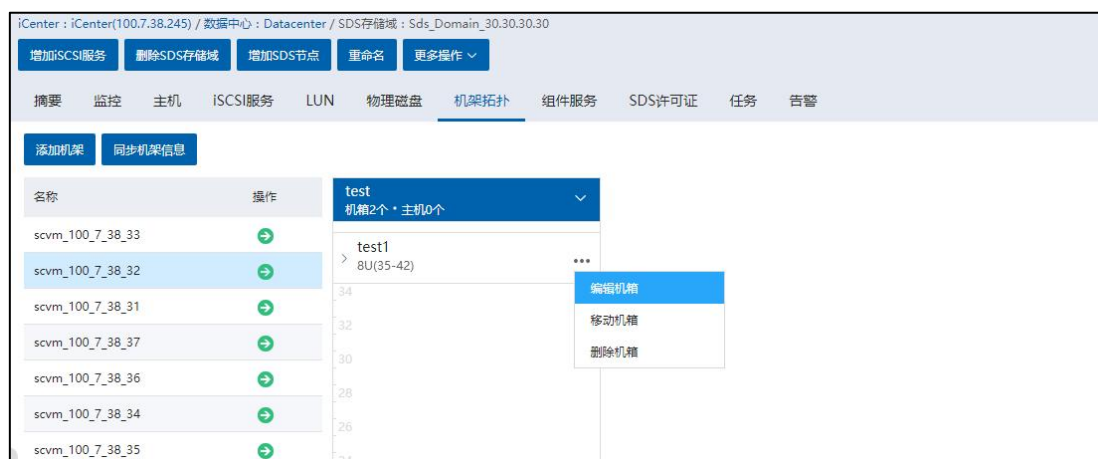 iCenter : iCenter(100.7.38.245) / 数据中心 : Datacenter / SDS存储域 : Sds_Domain_30.30.30.30
增加iSCSI服务 删除SDS存储域 增加SDS节点 重命名 更多操作
摘要 监控 主机 iSCSI服务 LUN 物理磁盘 机架拓扑 组件服务 SDS许可证 任务 告警
添加机架 同步机架信息
名称 操作
scvm_100_7_38_33
scvm_100_7_38_32
scvm_100_7_38_31
scvm_100_7_38_37
scvm_100_7_38_36
scvm_100_7_38_34
scvm_100_7_38_35
test
机箱2个・主机0个
test1
8U(35-42)
34
32
30
28
26
编辑机箱
移动机箱
删除机箱